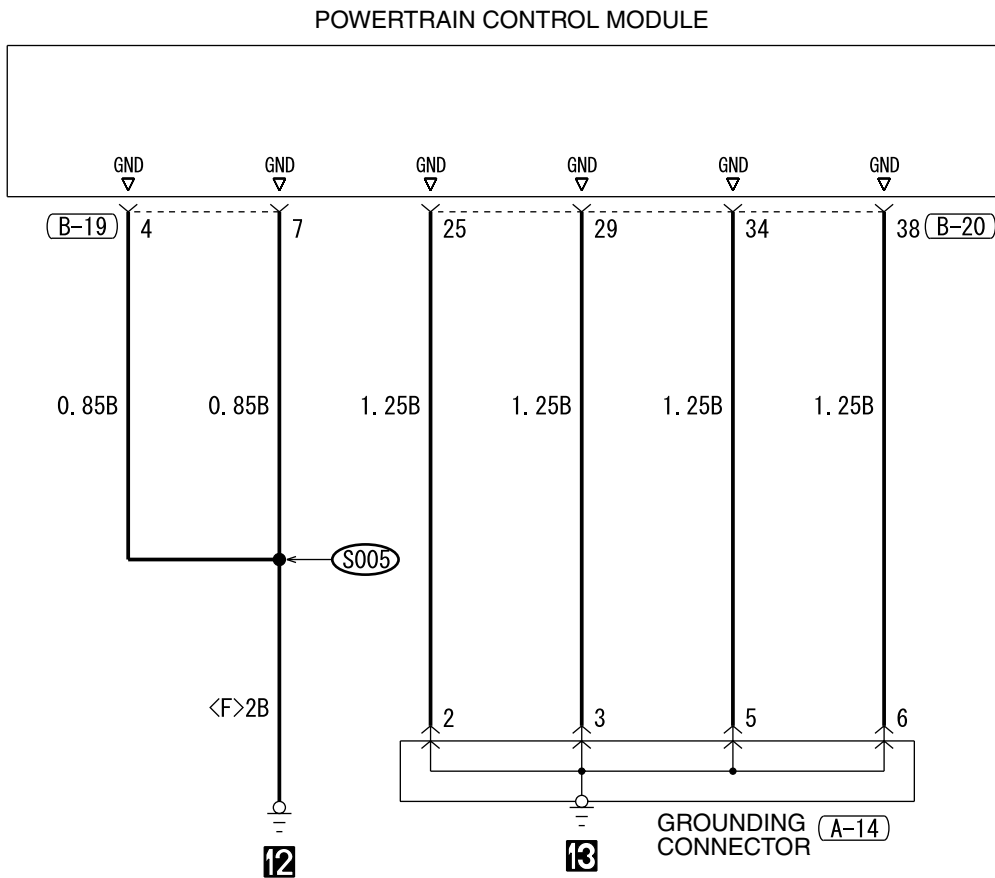 POWERTRAIN CONTROL MODULE
GND GND GND GND GND GND
B-19 4 7 25 29 34 38 B-20
0.85B 0.85B 1.25B 1.25B 1.25B 1.25B
S005
<F>2B
2 3 5 6
GROUNDING A-14
CONNECTOR
12 13